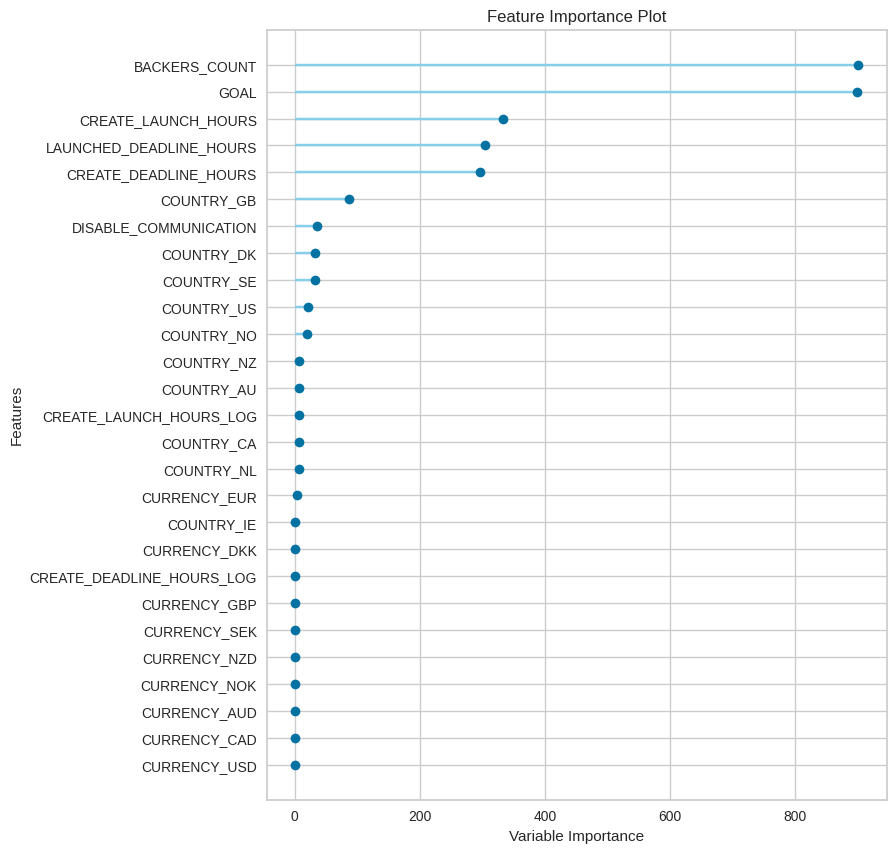 Feature Importance Plot
BACKERS_COUNT
GOAL
CREATE_LAUNCH_HOURS
LAUNCHED_DEADLINE_HOURS
CREATE_DEADLINE_HOURS
COUNTRY_GB
DISABLE_COMMUNICATION
COUNTRY_DK
COUNTRY_SE
COUNTRY_US
COUNTRY_NO
COUNTRY_NZ
COUNTRY_AU
CREATE_LAUNCH_HOURS_LOG
COUNTRY_CA
COUNTRY_NL
CURRENCY_EUR
COUNTRY_IE
CURRENCY_DKK
CREATE_DEADLINE_HOURS_LOG
CURRENCY_GBP
CURRENCY_SEK
CURRENCY_NZD
CURRENCY_NOK
CURRENCY_AUD
CURRENCY_CAD
CURRENCY_USD
Features
0 200 400 600 800
Variable Importance